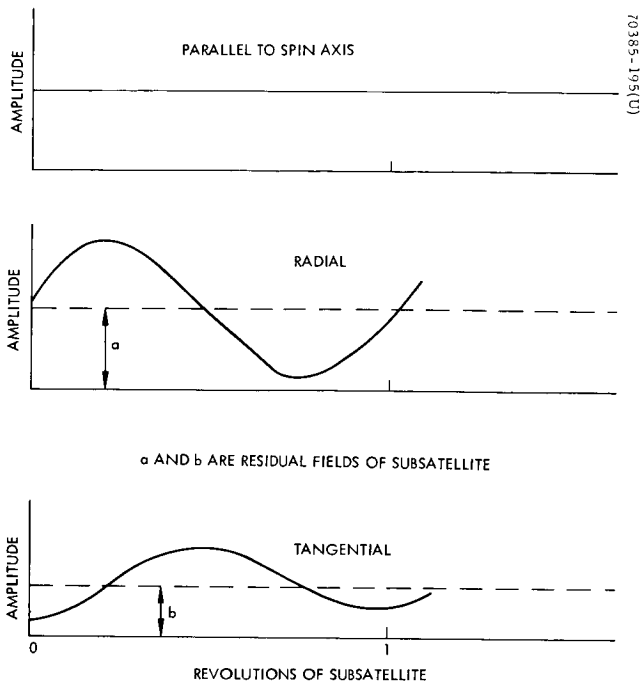 PARALLEL TO SPIN AXIS
AMPLITUDE
70385-195(U)
RADIAL
AMPLITUDE
a
a AND b ARE RESIDUAL FIELDS OF SUBSATELLITE
TANGENTIAL
AMPLITUDE
b
0
1
REVOLUTIONS OF SUBSATELLITE